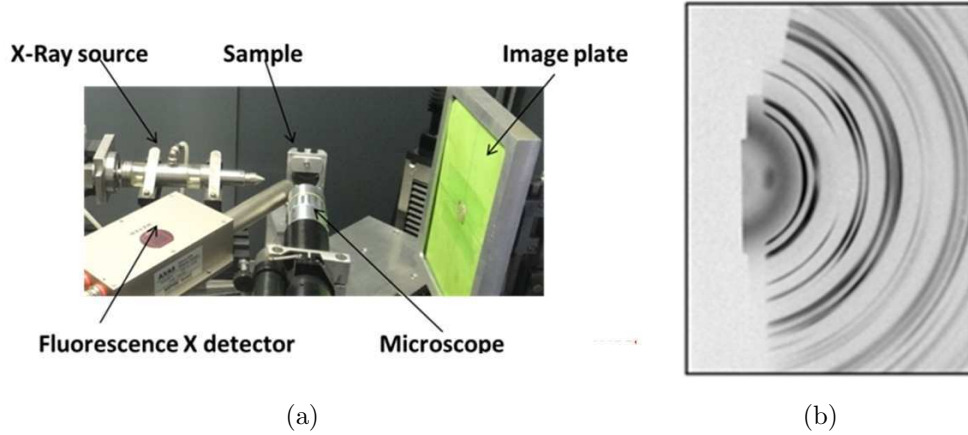 X-Ray source Sample Image plate
Fluorescence X detector Microscope
(a) (b)